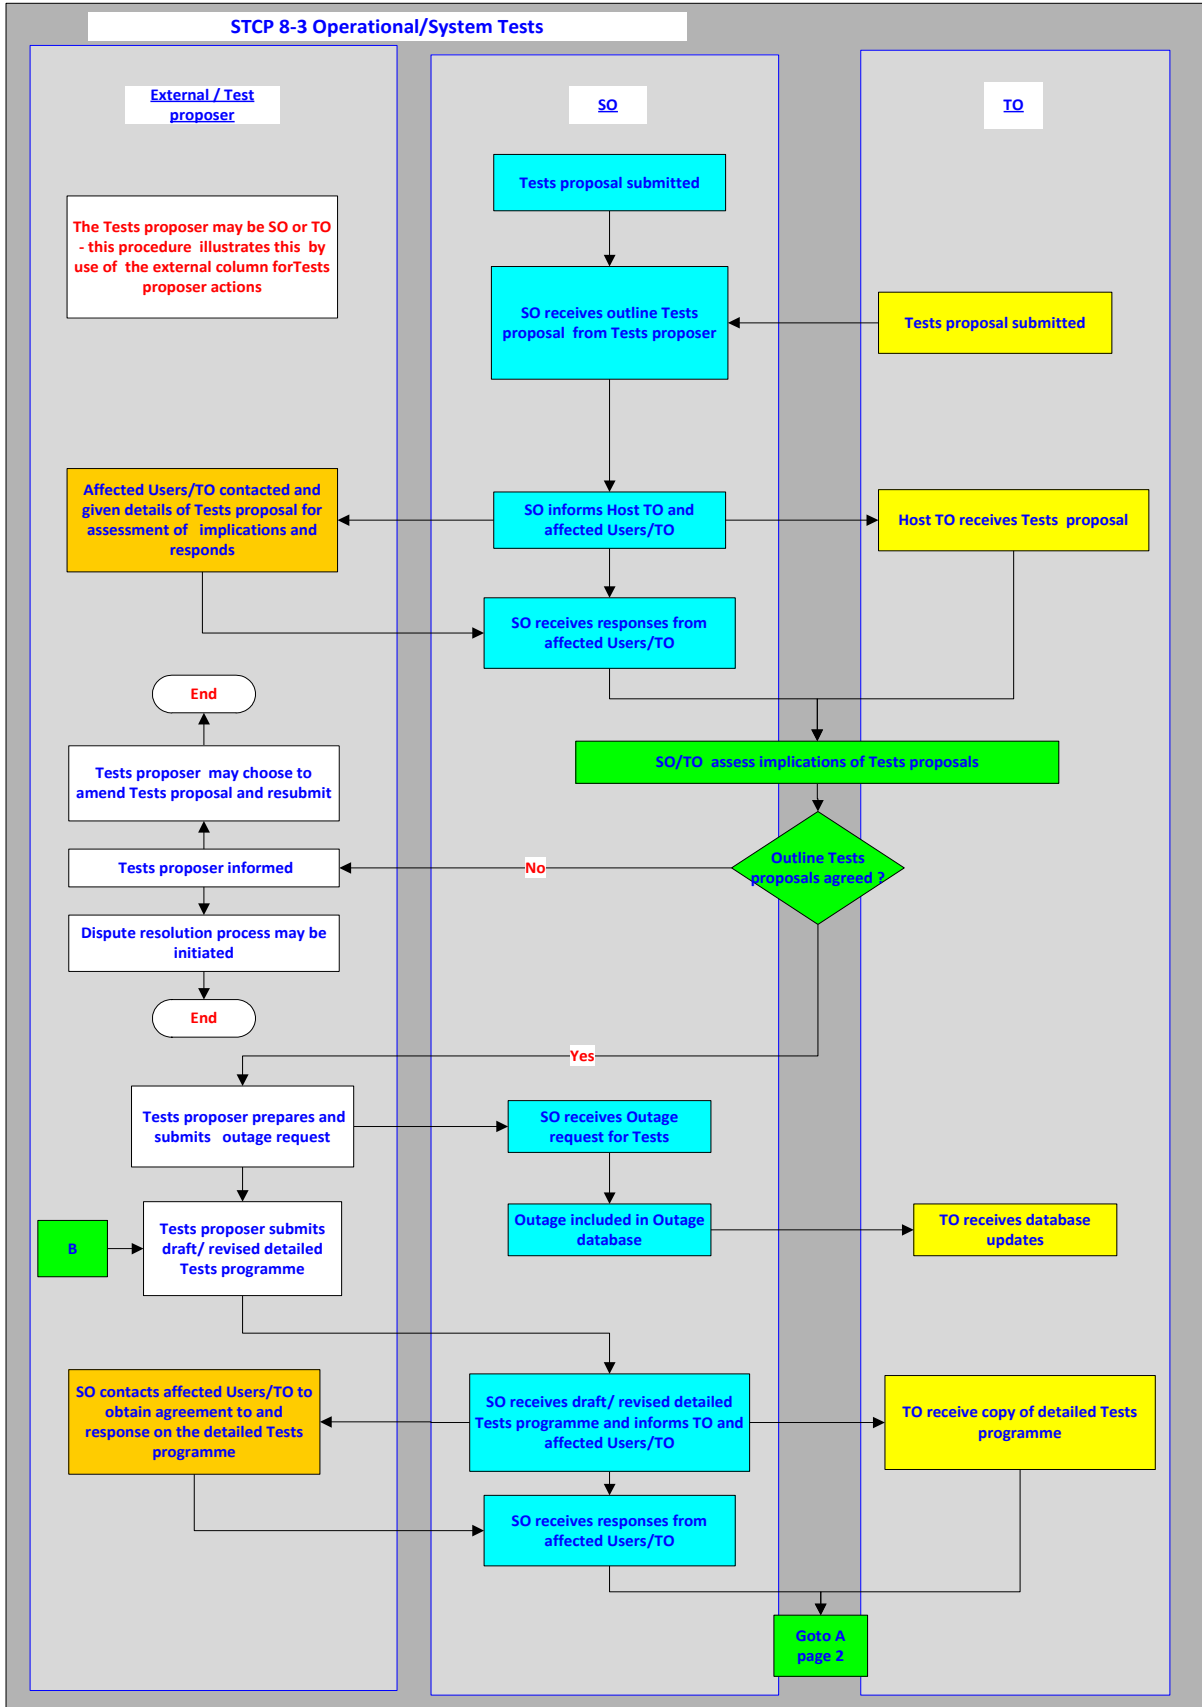 STCP 8-3 Operational/System Tests
External / Test
proposer
SO
TO
Tests proposal submitted
The Tests proposer may be SO or TO
- this procedure illustrates this by
use of the external column forTests
proposer actions
SO receives outline Tests
proposal from Tests proposer
Tests proposal submitted
Affected Users/TO contacted and
given details of Tests proposal for
assessment of implications and
responds
SO informs Host TO and
affected Users/TO
Host TO receives Tests proposal
SO receives responses from
affected Users/TO
End
Tests proposer may choose to
amend Tests proposal and resubmit
SO/TO assess implications of Tests proposals
Tests proposer informed
No
Outline Tests
proposals agreed ?
Dispute resolution process may be
initiated
End
Yes
Tests proposer prepares and
submits outage request
SO receives Outage
request for Tests
B
Tests proposer submits
draft/ revised detailed
Tests programme
Outage included in Outage
database
TO receives database
updates
SO contacts affected Users/TO to
obtain agreement to and
response on the detailed Tests
programme
SO receives draft/ revised detailed
Tests programme and informs TO and
affected Users/TO
TO receive copy of detailed Tests
programme
SO receives responses from
affected Users/TO
Goto A
page 2